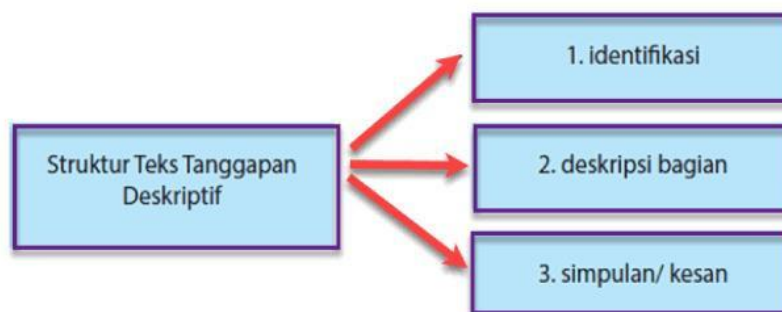 Struktur Teks Tanggapan
Deskriptif
1. identifikasi
2. deskripsi bagian
3. simpulan/ kesan